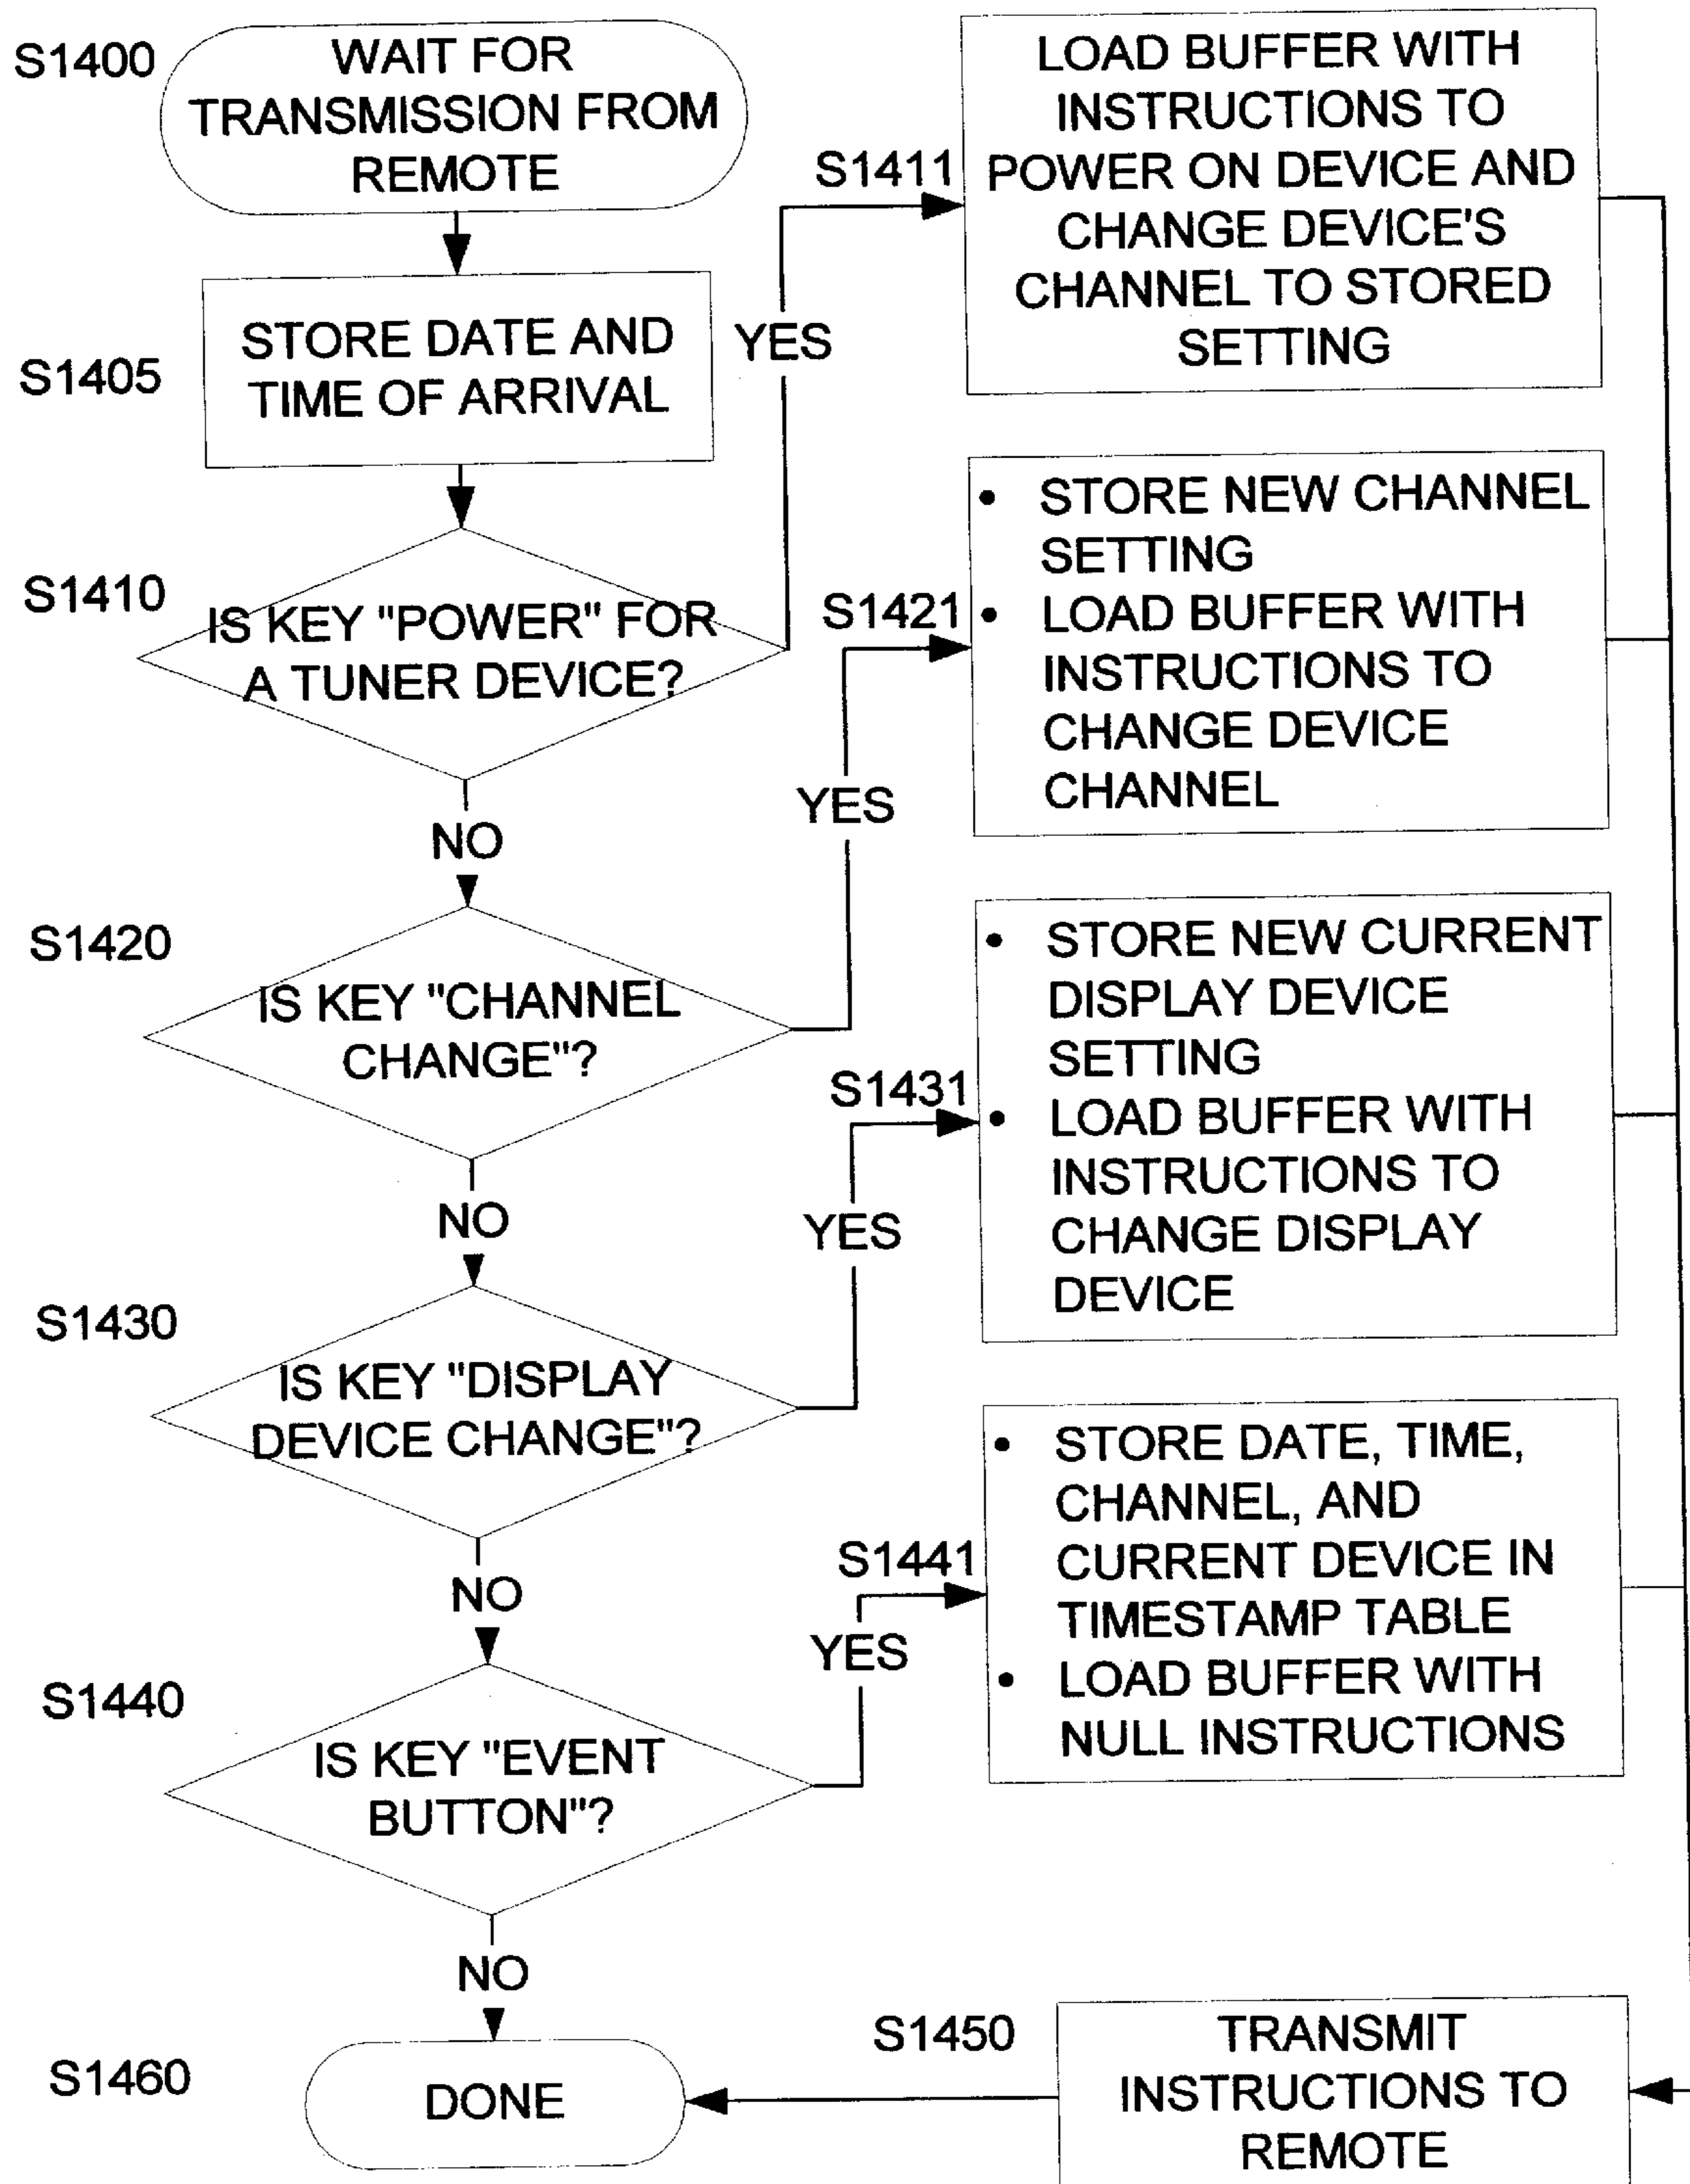 S1400
WAIT FOR
TRANSMISSION FROM
REMOTE
S1405
STORE DATE AND
TIME OF ARRIVAL
S1410
IS KEY "POWER" FOR
A TUNER DEVICE?
YES
S1411
LOAD BUFFER WITH
INSTRUCTIONS TO
POWER ON DEVICE AND
CHANGE DEVICE'S
CHANNEL TO STORED
SETTING
NO
S1420
IS KEY "CHANNEL
CHANGE"?
YES
S1421
• STORE NEW CHANNEL
SETTING
• LOAD BUFFER WITH
INSTRUCTIONS TO
CHANGE DEVICE
CHANNEL
NO
S1430
IS KEY "DISPLAY
DEVICE CHANGE"?
YES
S1431
• STORE NEW CURRENT
DISPLAY DEVICE
SETTING
• LOAD BUFFER WITH
INSTRUCTIONS TO
CHANGE DISPLAY
DEVICE
NO
S1440
IS KEY "EVENT
BUTTON"?
YES
S1441
• STORE DATE, TIME,
CHANNEL, AND
CURRENT DEVICE IN
TIMESTAMP TABLE
• LOAD BUFFER WITH
NULL INSTRUCTIONS
NO
S1450
TRANSMIT
INSTRUCTIONS TO
REMOTE
S1460
DONE